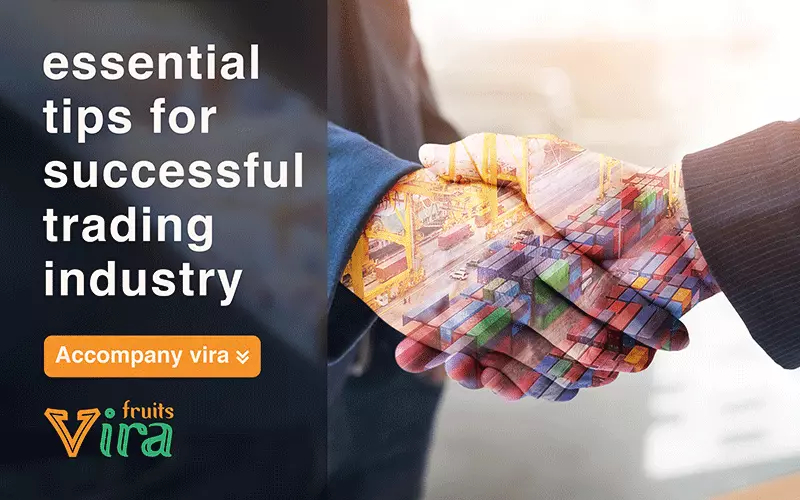 essential
tips for
successful
trading
industry
Accompany vira
fruits
Vira